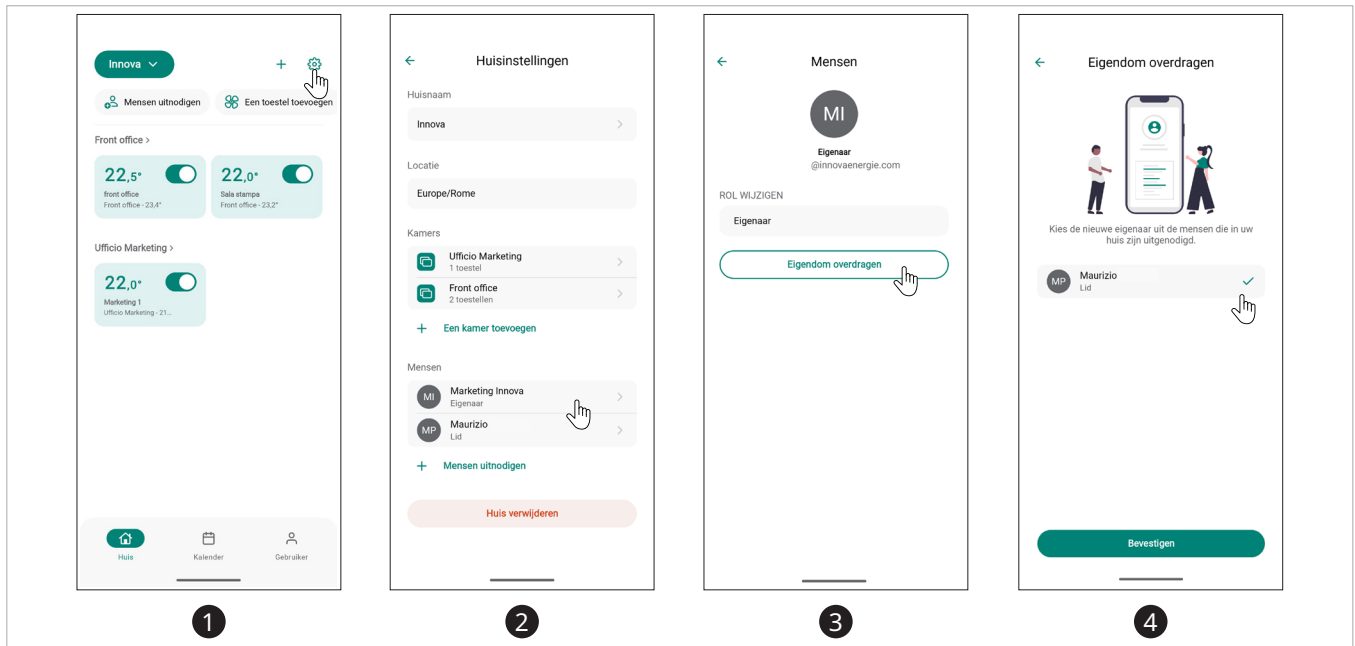 Innova
Mensen uitnodigen
Een toestel toevoegen
Front office >
22,5°
front office
Front office - 23,4°
22,0°
Sala stampa
Front office - 23,2°
Ufficio Marketing >
22,0°
Marketing 1
Ufficio Marketing - 21...
Huis
Kalender
Gebruiker
1
Huisinstellingen
Huisnaam
Innova
Locatie
Europe/Rome
Kamers
Ufficio Marketing
1 toestel
Front office
2 toestellen
+ Een kamer toevoegen
Mensen
MI
Marketing Innova
Eigenaar
MP
Maurizio
Lid
+ Mensen uitnodigen
Huis verwijderen
2
Mensen
MI
Eigenaar
@innovaenergie.com
ROL WIJZIGEN
Eigenaar
Eigendom overdragen
3
Eigendom overdragen
Kies de nieuwe eigenaar uit de mensen die in uw
huis zijn uitgenodigd.
MP
Maurizio
Lid
Bevestigen
4